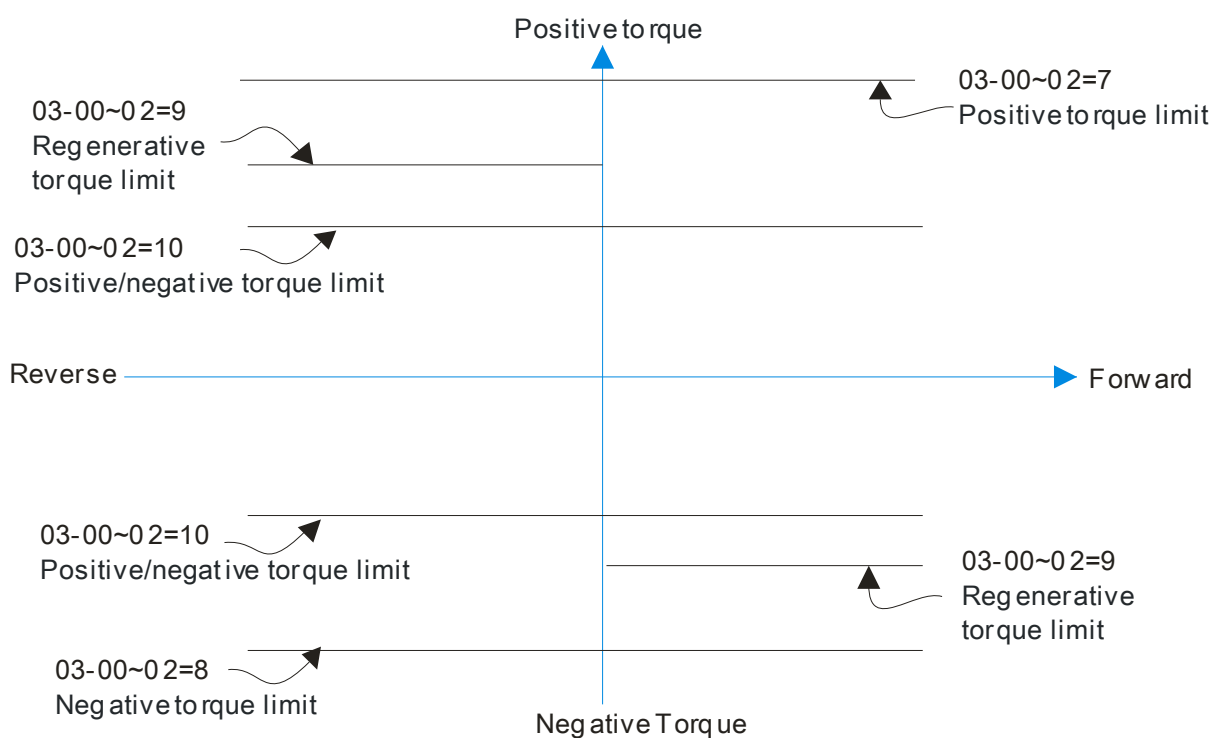 Positive torque
03-00~02=7
Positive torque limit
03-00~02=9
Regenerative
torque limit
03-00~02=10
Positive/negative torque limit
Reverse
Forward
03-00~02=10
Positive/negative torque limit
03-00~02=9
Regenerative
torque limit
03-00~02=8
Negative torque limit
Negative Torque